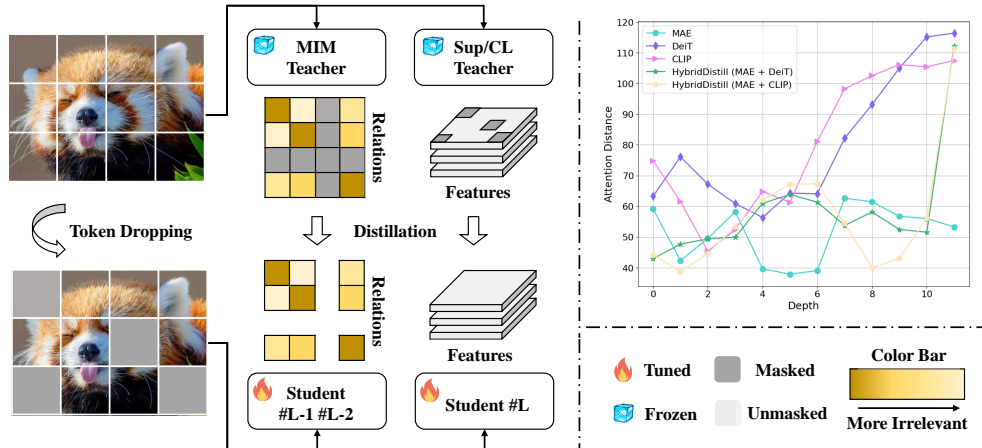 MIM
Teacher
Sup/CL
Teacher
Relations
Features
Token Dropping
Distillation
Relations
Features
Student
#L-1 #L-2
Student #L
120
110
100
90
80
70
60
50
40
Attention Distance
0
2
4
6
8
10
Depth
MAE
DeiT
CLIP
HybridDistill (MAE + DeiT)
HybridDistill (MAE + CLIP)
Tuned
Masked
Frozen
Unmasked
Color Bar
More Irrelevant